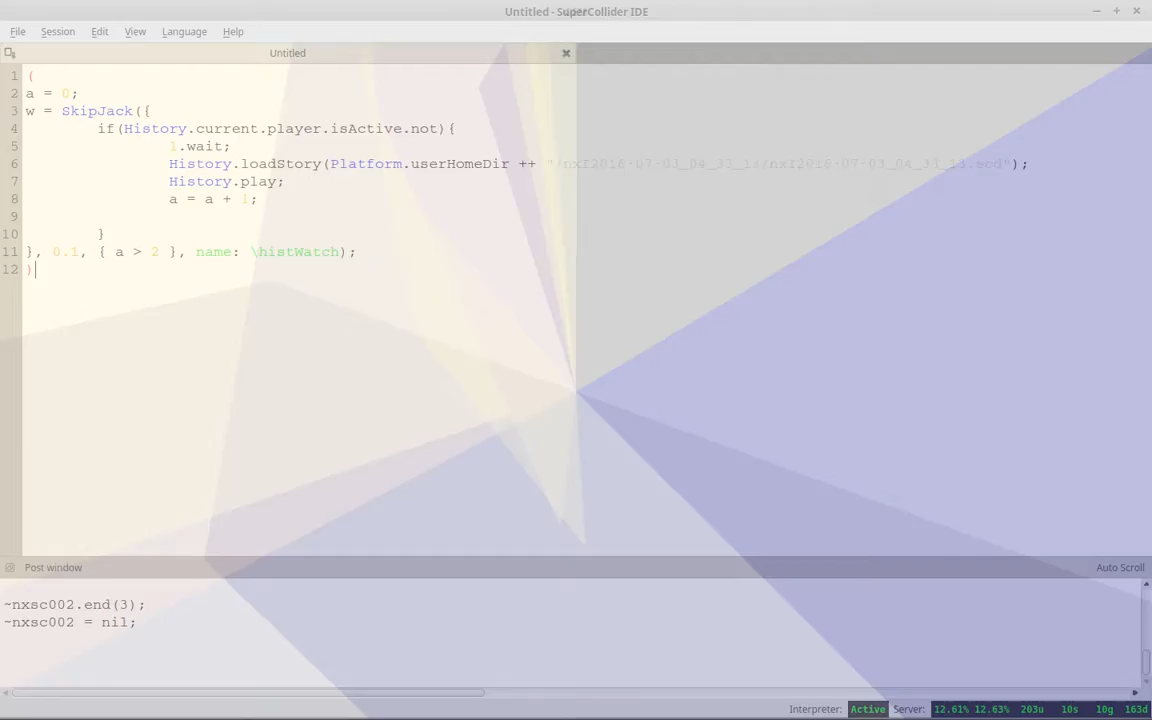 Untitled - SuperCollider IDE
File Session Edit View Language Help
Untitled
1 (
2 a = 0;
3 w = SkipJack({
4 if(History.current.player.isActive.not){
5 1.wait;
6 History.loadStory(Platform.userHomeDir ++ );
7 History.play;
8 a = a + 1;
9
10 }
11 }, 0.1, { a > 2 }, name: \histWatch);
12 )
Post window Auto Scroll
~nxsc002.end(3);
~nxsc002 = nil;
Interpreter: Active Server: 12.61% 12.63% 203u 10s 10g 163d